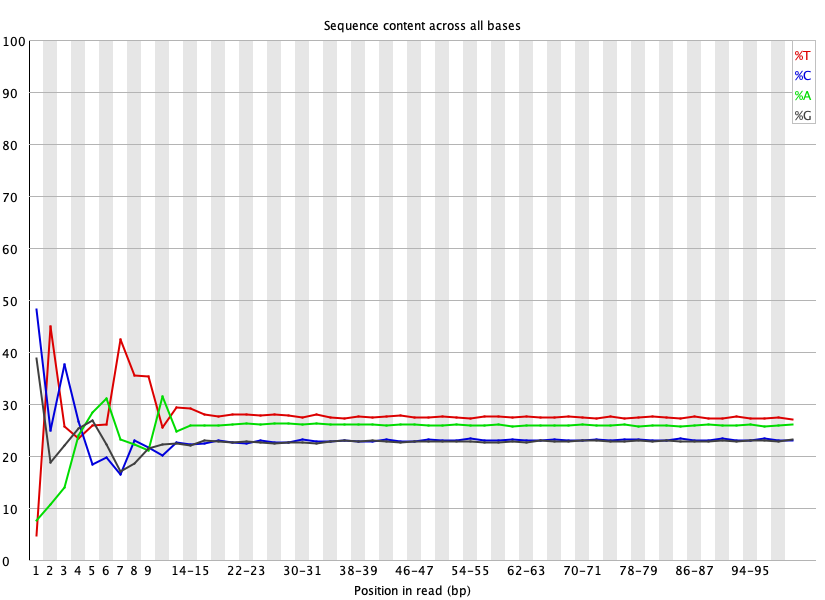 Sequence content across all bases
100
90
80
70
60
50
40
30
20
10
0
%T
%C
%A
%G
1 2 3 4 5 6 7 8 9 14-15 22-23 30-31 38-39 46-47 54-55 62-63 70-71 78-79 86-87 94-95
Position in read (bp)